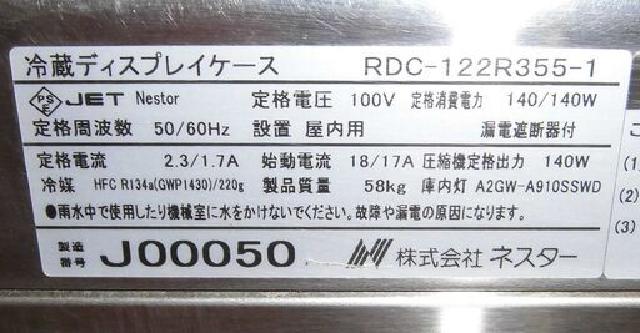 冷蔵ディスプレイケース RDC-122R355-1
PSE JET Nestor 定格電圧 100V 定格消費電力 140/140W
定格周波数 50/60Hz 設置 屋内用 漏電遮断器付
定格電流 2.3/1.7A 始動電流 18/17A 圧縮機定格出力 140W
冷媒 HFC R134a(GWP1430)/220g 製品質量 58kg 庫内灯 A2GW-A910SSWD
●雨水中で使用したり機械室に水をかけないでください。故障や漏電の原因になります。
製造番号 J00050 株式会社 ネスター
(1)
(2)
(3)